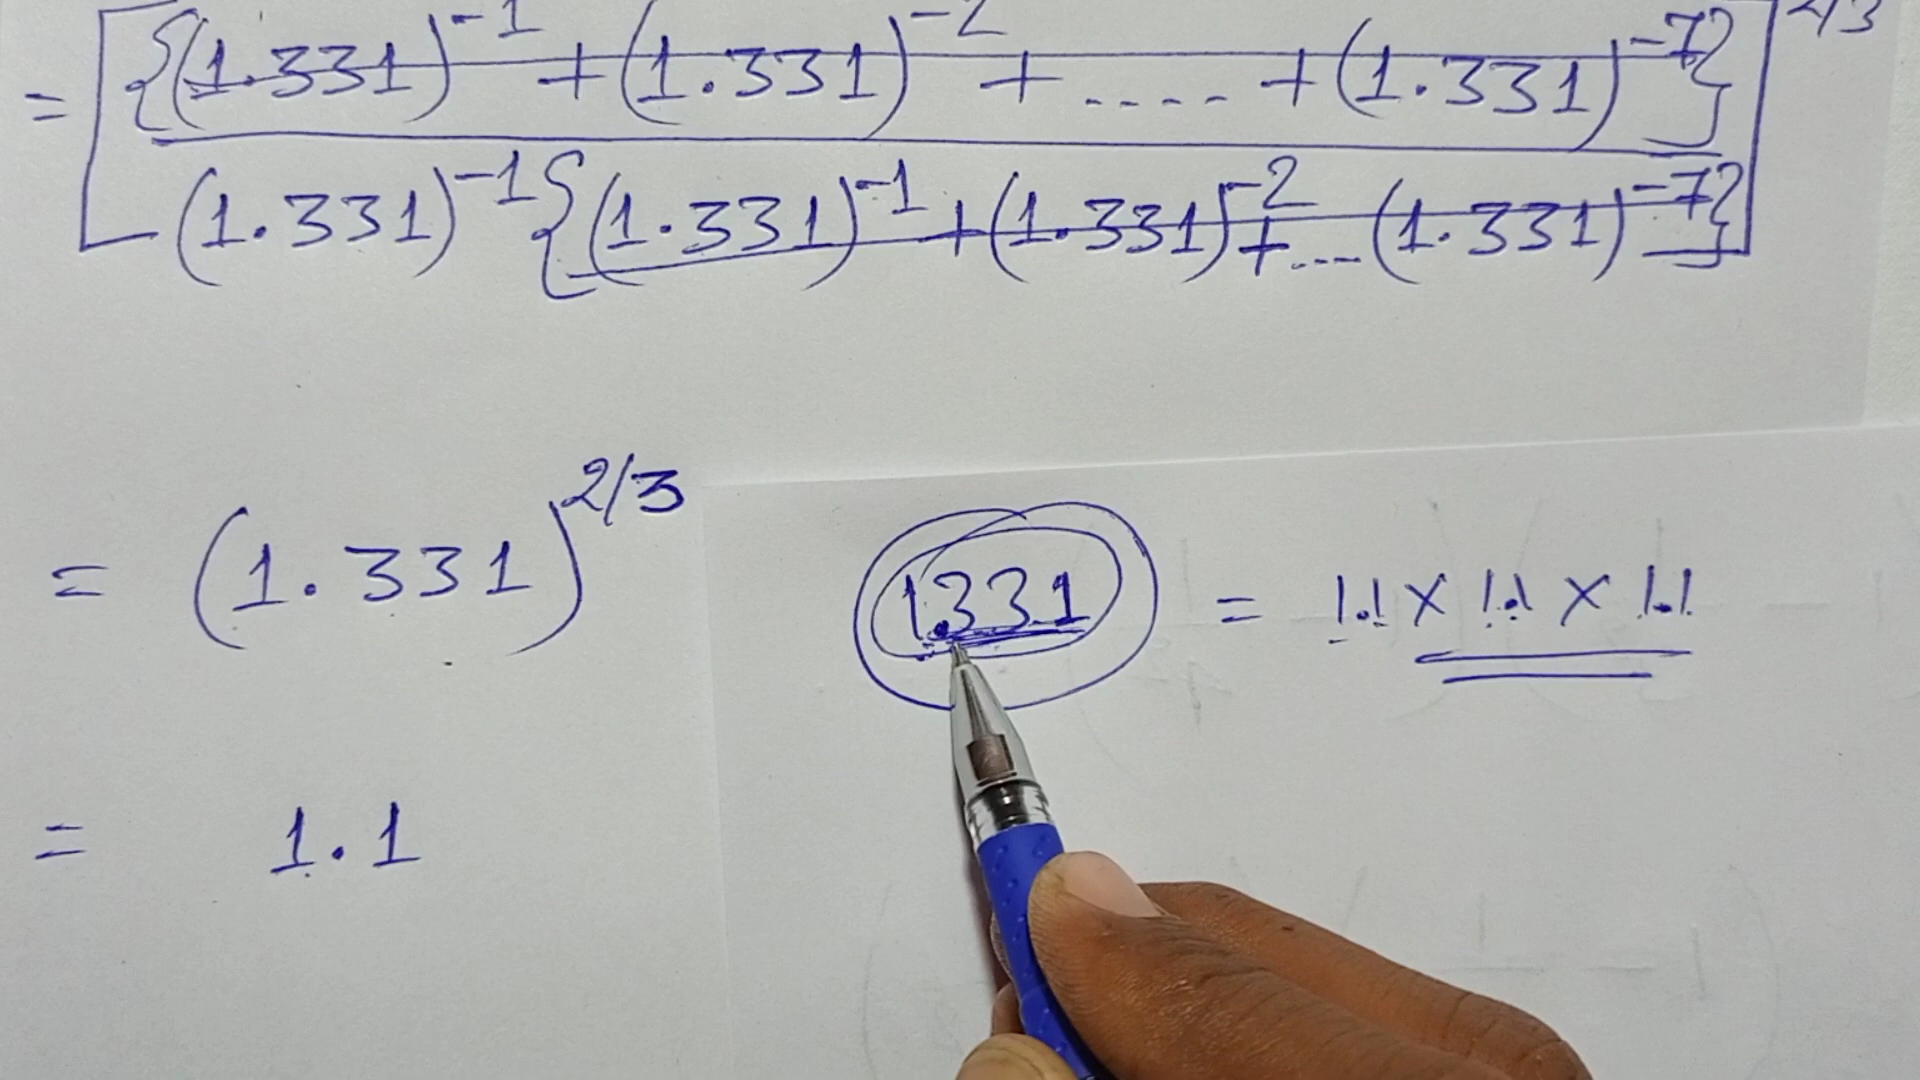 = [{(1.331)^-1 + (1.331)^-2 + .... + (1.331)^-7}
(1.331)^-1 {(1.331)^-1 + (1.331)^-2 + ... (1.331)^-7}]^2/3
= (1.331)^2/3
1.331 = 1.1 × 1.1 × 1.1
= 1.1